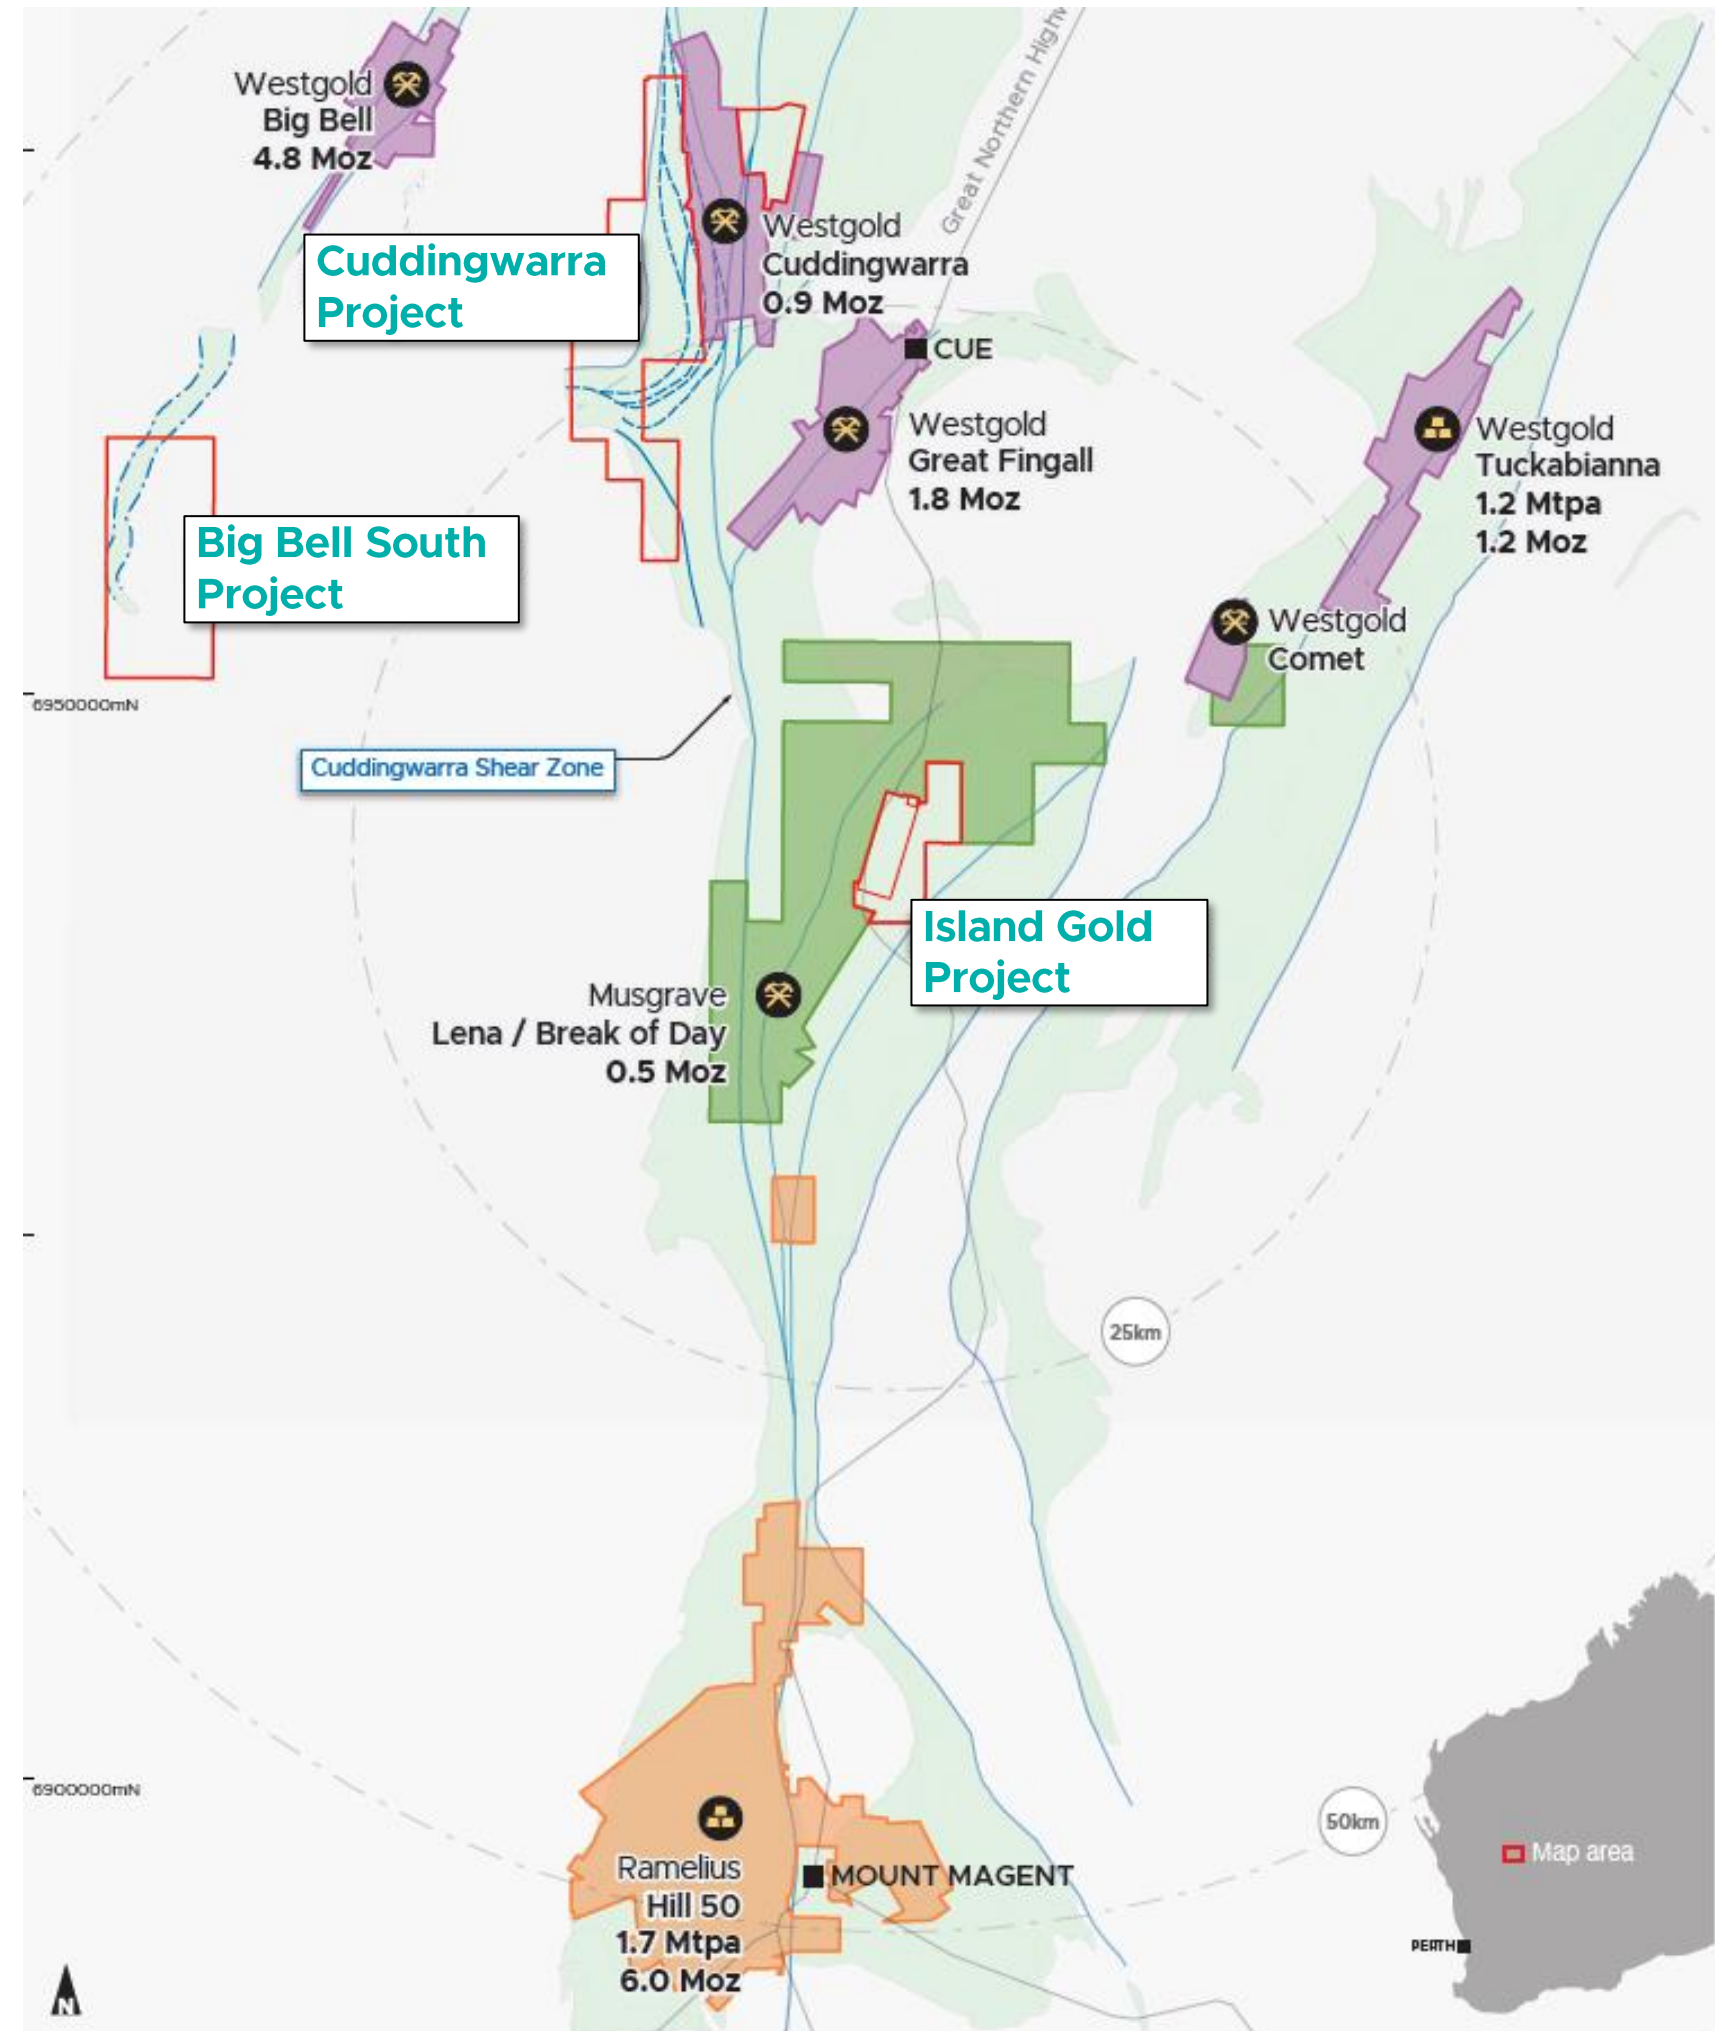 Great Northern Highw
Westgold
Big Bell
4.8 Moz
Westgold
Cuddingwarra
0.9 Moz
Cuddingwarra
Project
CUE
Westgold
Great Fingall
1.8 Moz
Westgold
Tuckabianna
1.2 Mtpa
1.2 Moz
Big Bell South
Project
Westgold
Comet
6950000mN
Cuddingwarra Shear Zone
Island Gold
Project
Musgrave
Lena / Break of Day
0.5 Moz
25km
6900000mN
50km
Ramelius
Hill 50
1.7 Mtpa
6.0 Moz
MOUNT MAGENT
Map area
PERTH
N